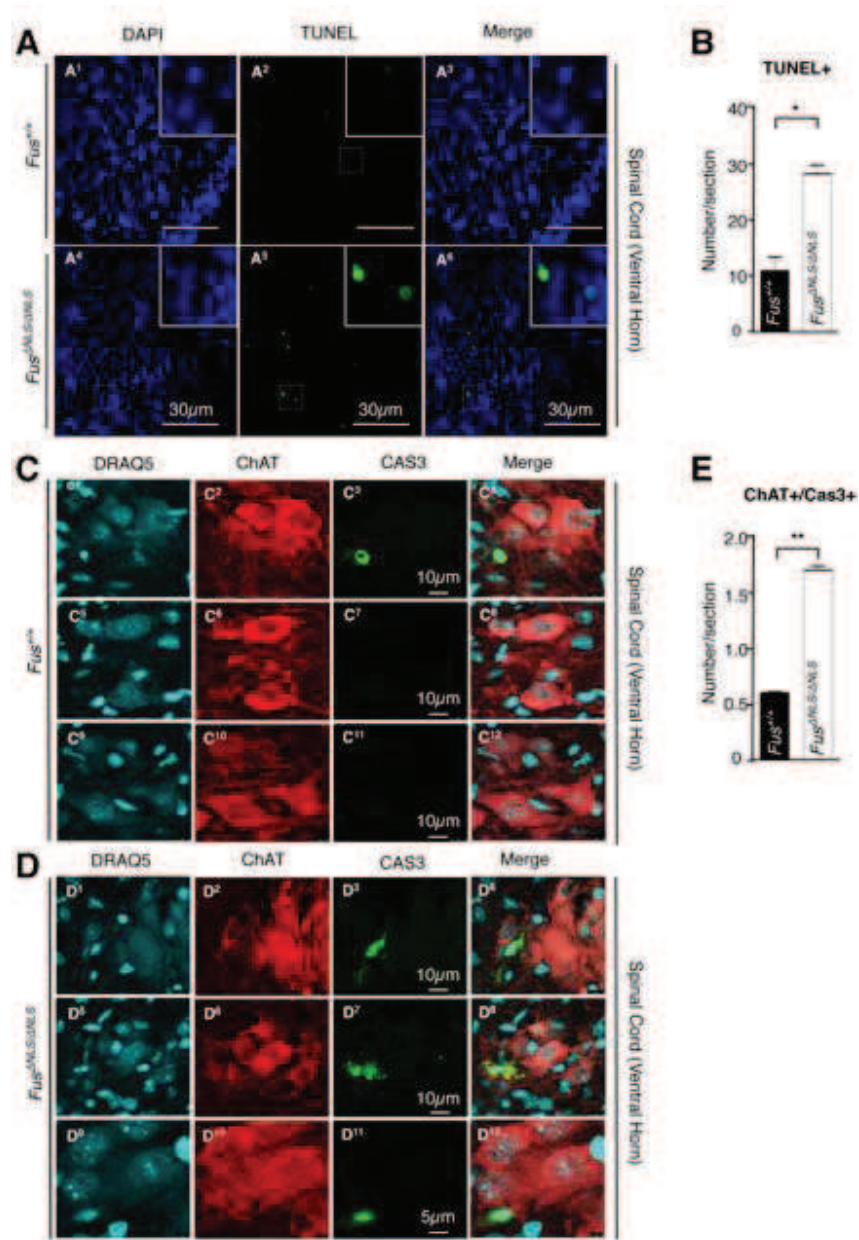 A
DAPI TUNEL Merge
Fus+/+
A1 A2 A3
FusΔNLS/ΔNLS
A4 A5 A6
30µm 30µm 30µm
Spinal Cord (Ventral Horn)
B
TUNEL+
Number/section
40
30
20
10
0
*
Fus+/+
FusΔNLS/ΔNLS
C
DRAQ5 ChAT CAS3 Merge
Fus+/+
C2 C3
10µm
C5 C6 C7 C8
10µm
C9 C10 C11 C12
10µm
Spinal Cord (Ventral Horn)
E
ChAT+/Cas3+
Number/section
2.0
1.5
1.0
0.5
0
**
Fus+/+
FusΔNLS/ΔNLS
D
DRAQ5 ChAT CAS3 Merge
FusΔNLS/ΔNLS
D1 D2 D3 D4
10µm
D5 D6 D7 D8
10µm
D9 D10 D11 D12
5µm
Spinal Cord (Ventral Horn)